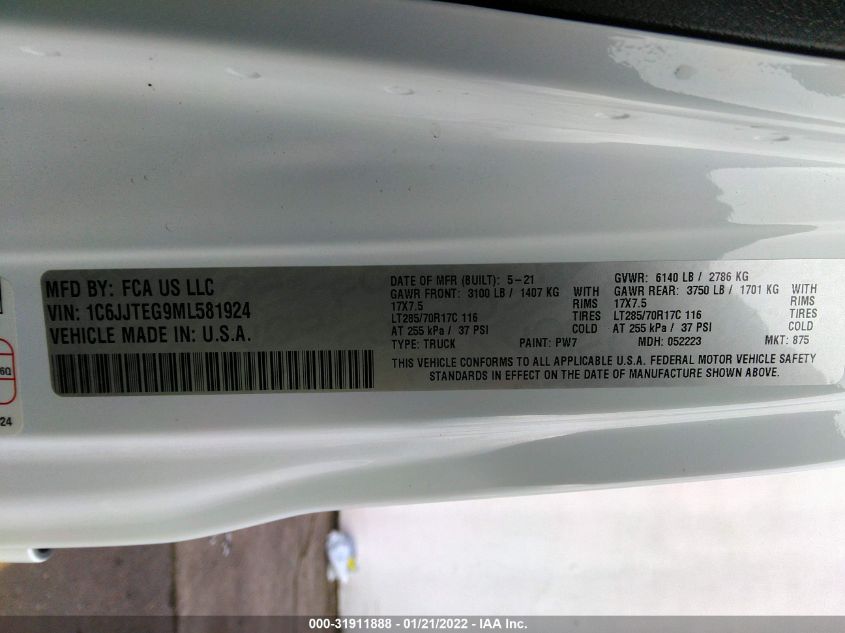 MFD BY: FCA US LLC
VIN: 1C6JJTEG9ML581924
VEHICLE MADE IN: U.S.A.
DATE OF MFR (BUILT): 5-21
GAWR FRONT: 3100 LB / 1407 KG WITH
17X7.5 RIMS
LT285/70R17C 116 TIRES
AT 255 kPa / 37 PSI COLD
TYPE: TRUCK PAINT: PW7
GVWR: 6140 LB / 2786 KG
GAWR REAR: 3750 LB / 1701 KG WITH
17X7.5 RIMS
LT285/70R17C 116 TIRES
AT 255 kPa / 37 PSI COLD
MDH: 052223 MKT: 875
THIS VEHICLE CONFORMS TO ALL APPLICABLE U.S.A. FEDERAL MOTOR VEHICLE SAFETY
STANDARDS IN EFFECT ON THE DATE OF MANUFACTURE SHOWN ABOVE.
24
000-31911888 - 01/21/2022 - IAA Inc.